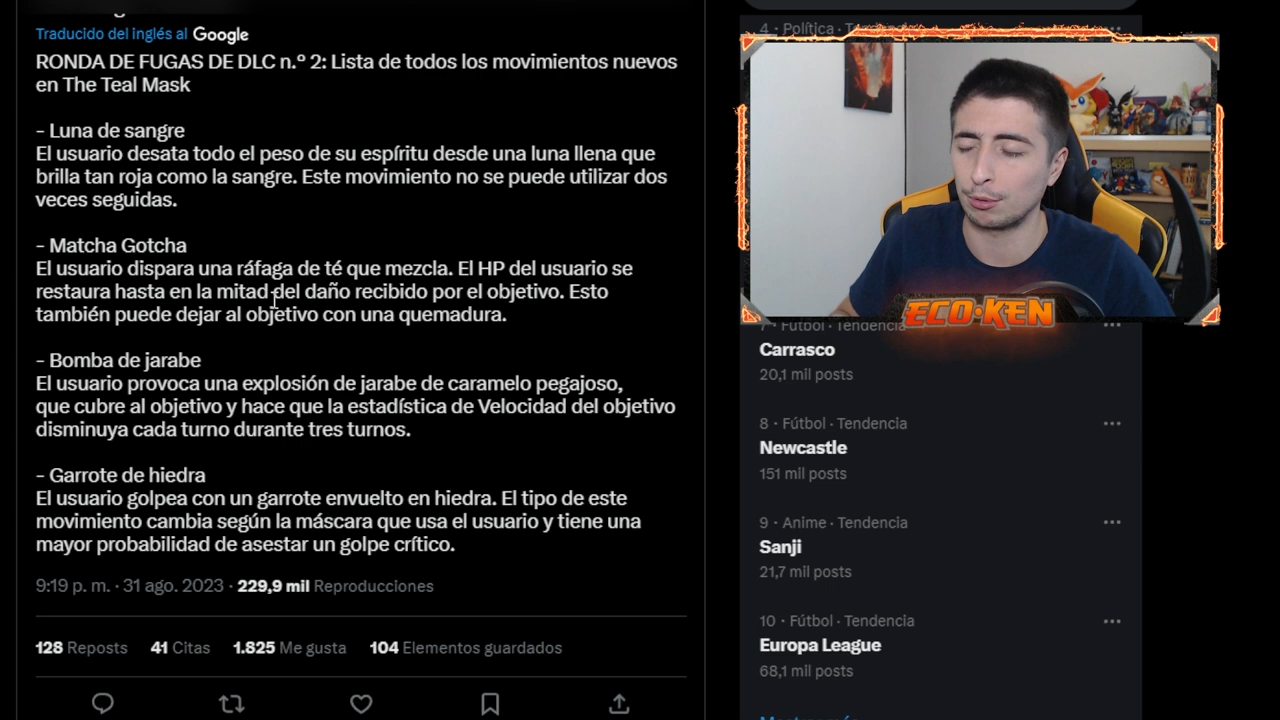 Traducido del inglés al Google
RONDA DE FUGAS DE DLC n.º 2: Lista de todos los movimientos nuevos
en The Teal Mask
– Luna de sangre
El usuario desata todo el peso de su espíritu desde una luna llena que
brilla tan roja como la sangre. Este movimiento no se puede utilizar dos
veces seguidas.
– Matcha Gotcha
El usuario dispara una ráfaga de té que mezcla. El HP del usuario se
restaura hasta en la mitad del daño recibido por el objetivo. Esto
también puede dejar al objetivo con una quemadura.
– Bomba de jarabe
El usuario provoca una explosión de jarabe de caramelo pegajoso,
que cubre al objetivo y hace que la estadística de Velocidad del objetivo
disminuya cada turno durante tres turnos.
– Garrote de hiedra
El usuario golpea con un garrote envuelto en hiedra. El tipo de este
movimiento cambia según la máscara que usa el usuario y tiene una
mayor probabilidad de asestar un golpe crítico.
9:19 p. m. · 31 ago. 2023 · 229,9 mil Reproducciones
128 Reposts 41 Citas 1.825 Me gusta 104 Elementos guardados
4 · Política · Tendencia
ECO·KEN
7 · Fútbol · Tendencia
Carrasco
20,1 mil posts
8 · Fútbol · Tendencia
Newcastle
151 mil posts
9 · Anime · Tendencia
Sanji
21,7 mil posts
10 · Fútbol · Tendencia
Europa League
68,1 mil posts